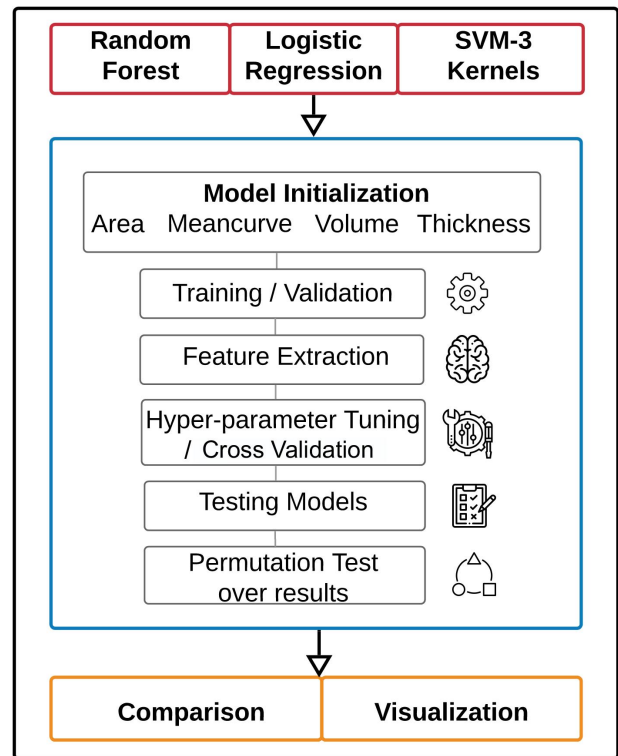 Random
Forest
Logistic
Regression
SVM-3
Kernels
Model Initialization
Area Meancurve Volume Thickness
Training / Validation
Feature Extraction
Hyper-parameter Tuning
/ Cross Validation
Testing Models
Permutation Test
over results
Comparison
Visualization